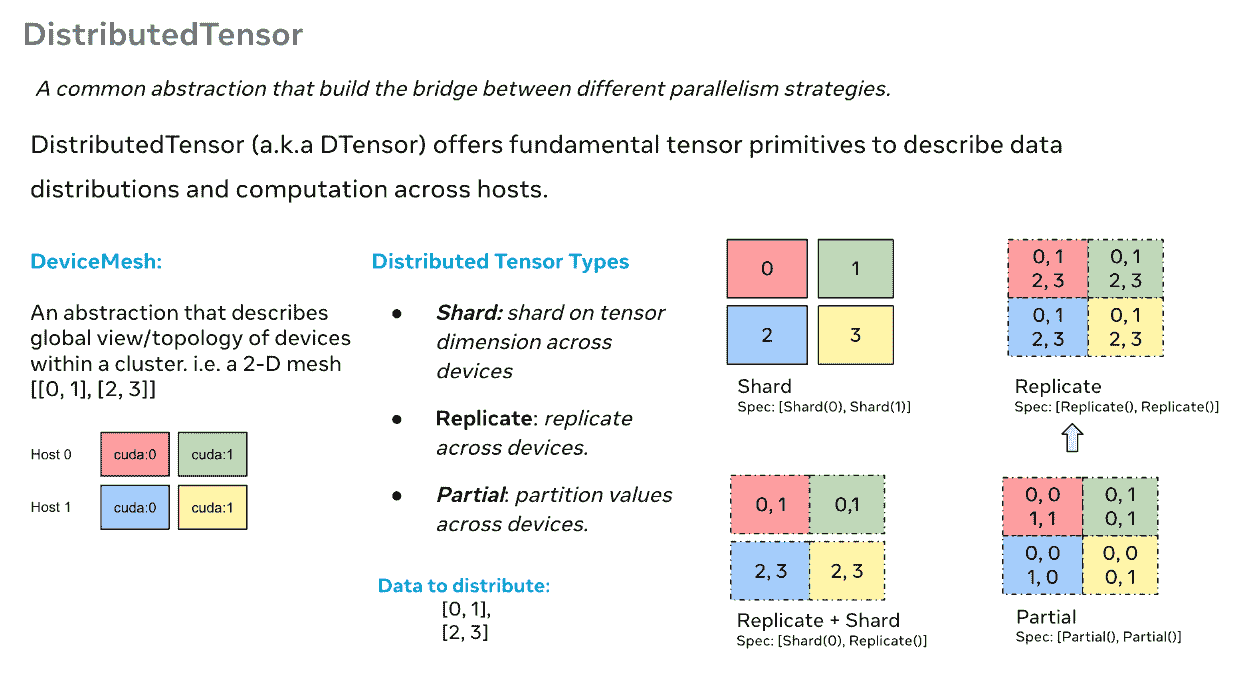 DistributedTensor
A common abstraction that build the bridge between different parallelism strategies.
DistributedTensor (a.k.a DTensor) offers fundamental tensor primitives to describe data
distributions and computation across hosts.
DeviceMesh:
An abstraction that describes
global view/topology of devices
within a cluster. i.e. a 2-D mesh
[[0, 1], [2, 3]]
Host 0
cuda:0
cuda:1
Host 1
cuda:0
cuda:1
Distributed Tensor Types
● Shard: shard on tensor
dimension across
devices
● Replicate: replicate
across devices.
● Partial: partition values
across devices.
Data to distribute:
[0, 1],
[2, 3]
0
1
2
3
Shard
Spec: [Shard(0), Shard(1)]
0, 1
2, 3
0, 1
2, 3
0, 1
2, 3
0, 1
2, 3
Replicate
Spec: [Replicate(), Replicate()]
0, 1
0,1
2, 3
2, 3
Replicate + Shard
Spec: [Shard(0), Replicate()]
0, 0
1, 1
0, 1
0, 1
0, 0
1, 0
0, 0
0, 1
Partial
Spec: [Partial(), Partial()]